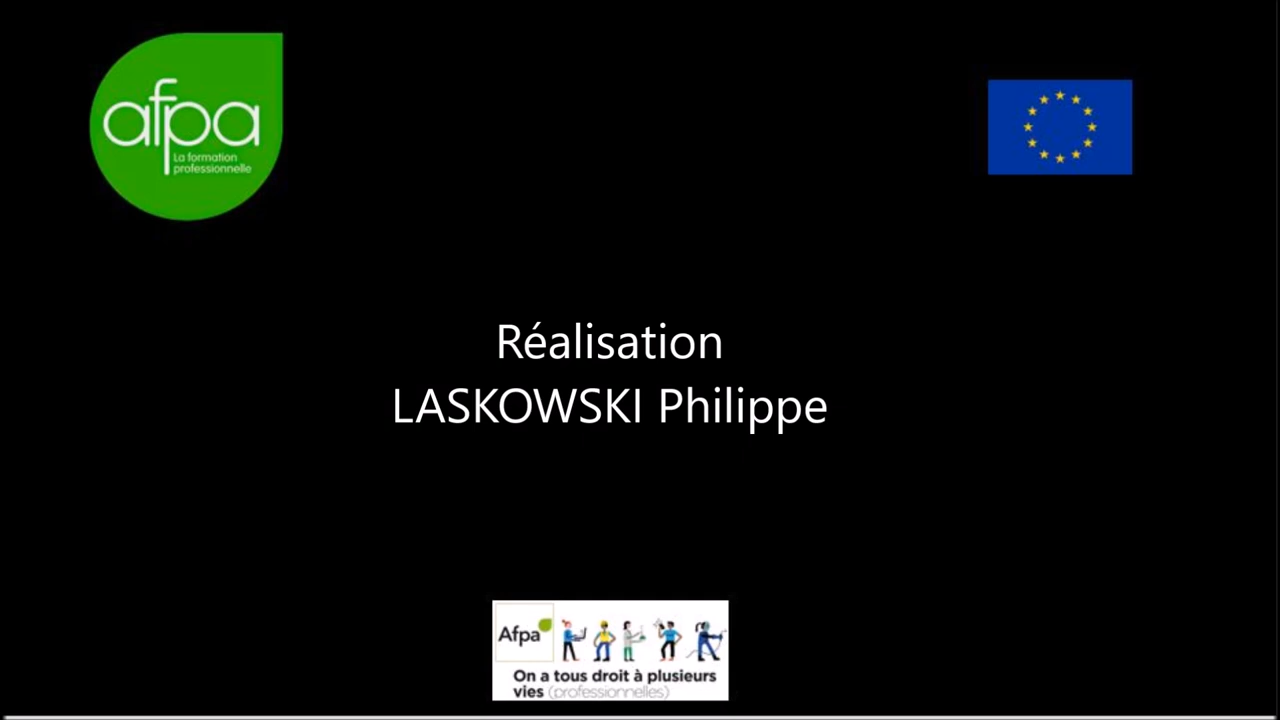 afpa
La formation
professionnelle
Réalisation
LASKOWSKI Philippe
Afpa
On a tous droit à plusieurs
vies (professionnelles)